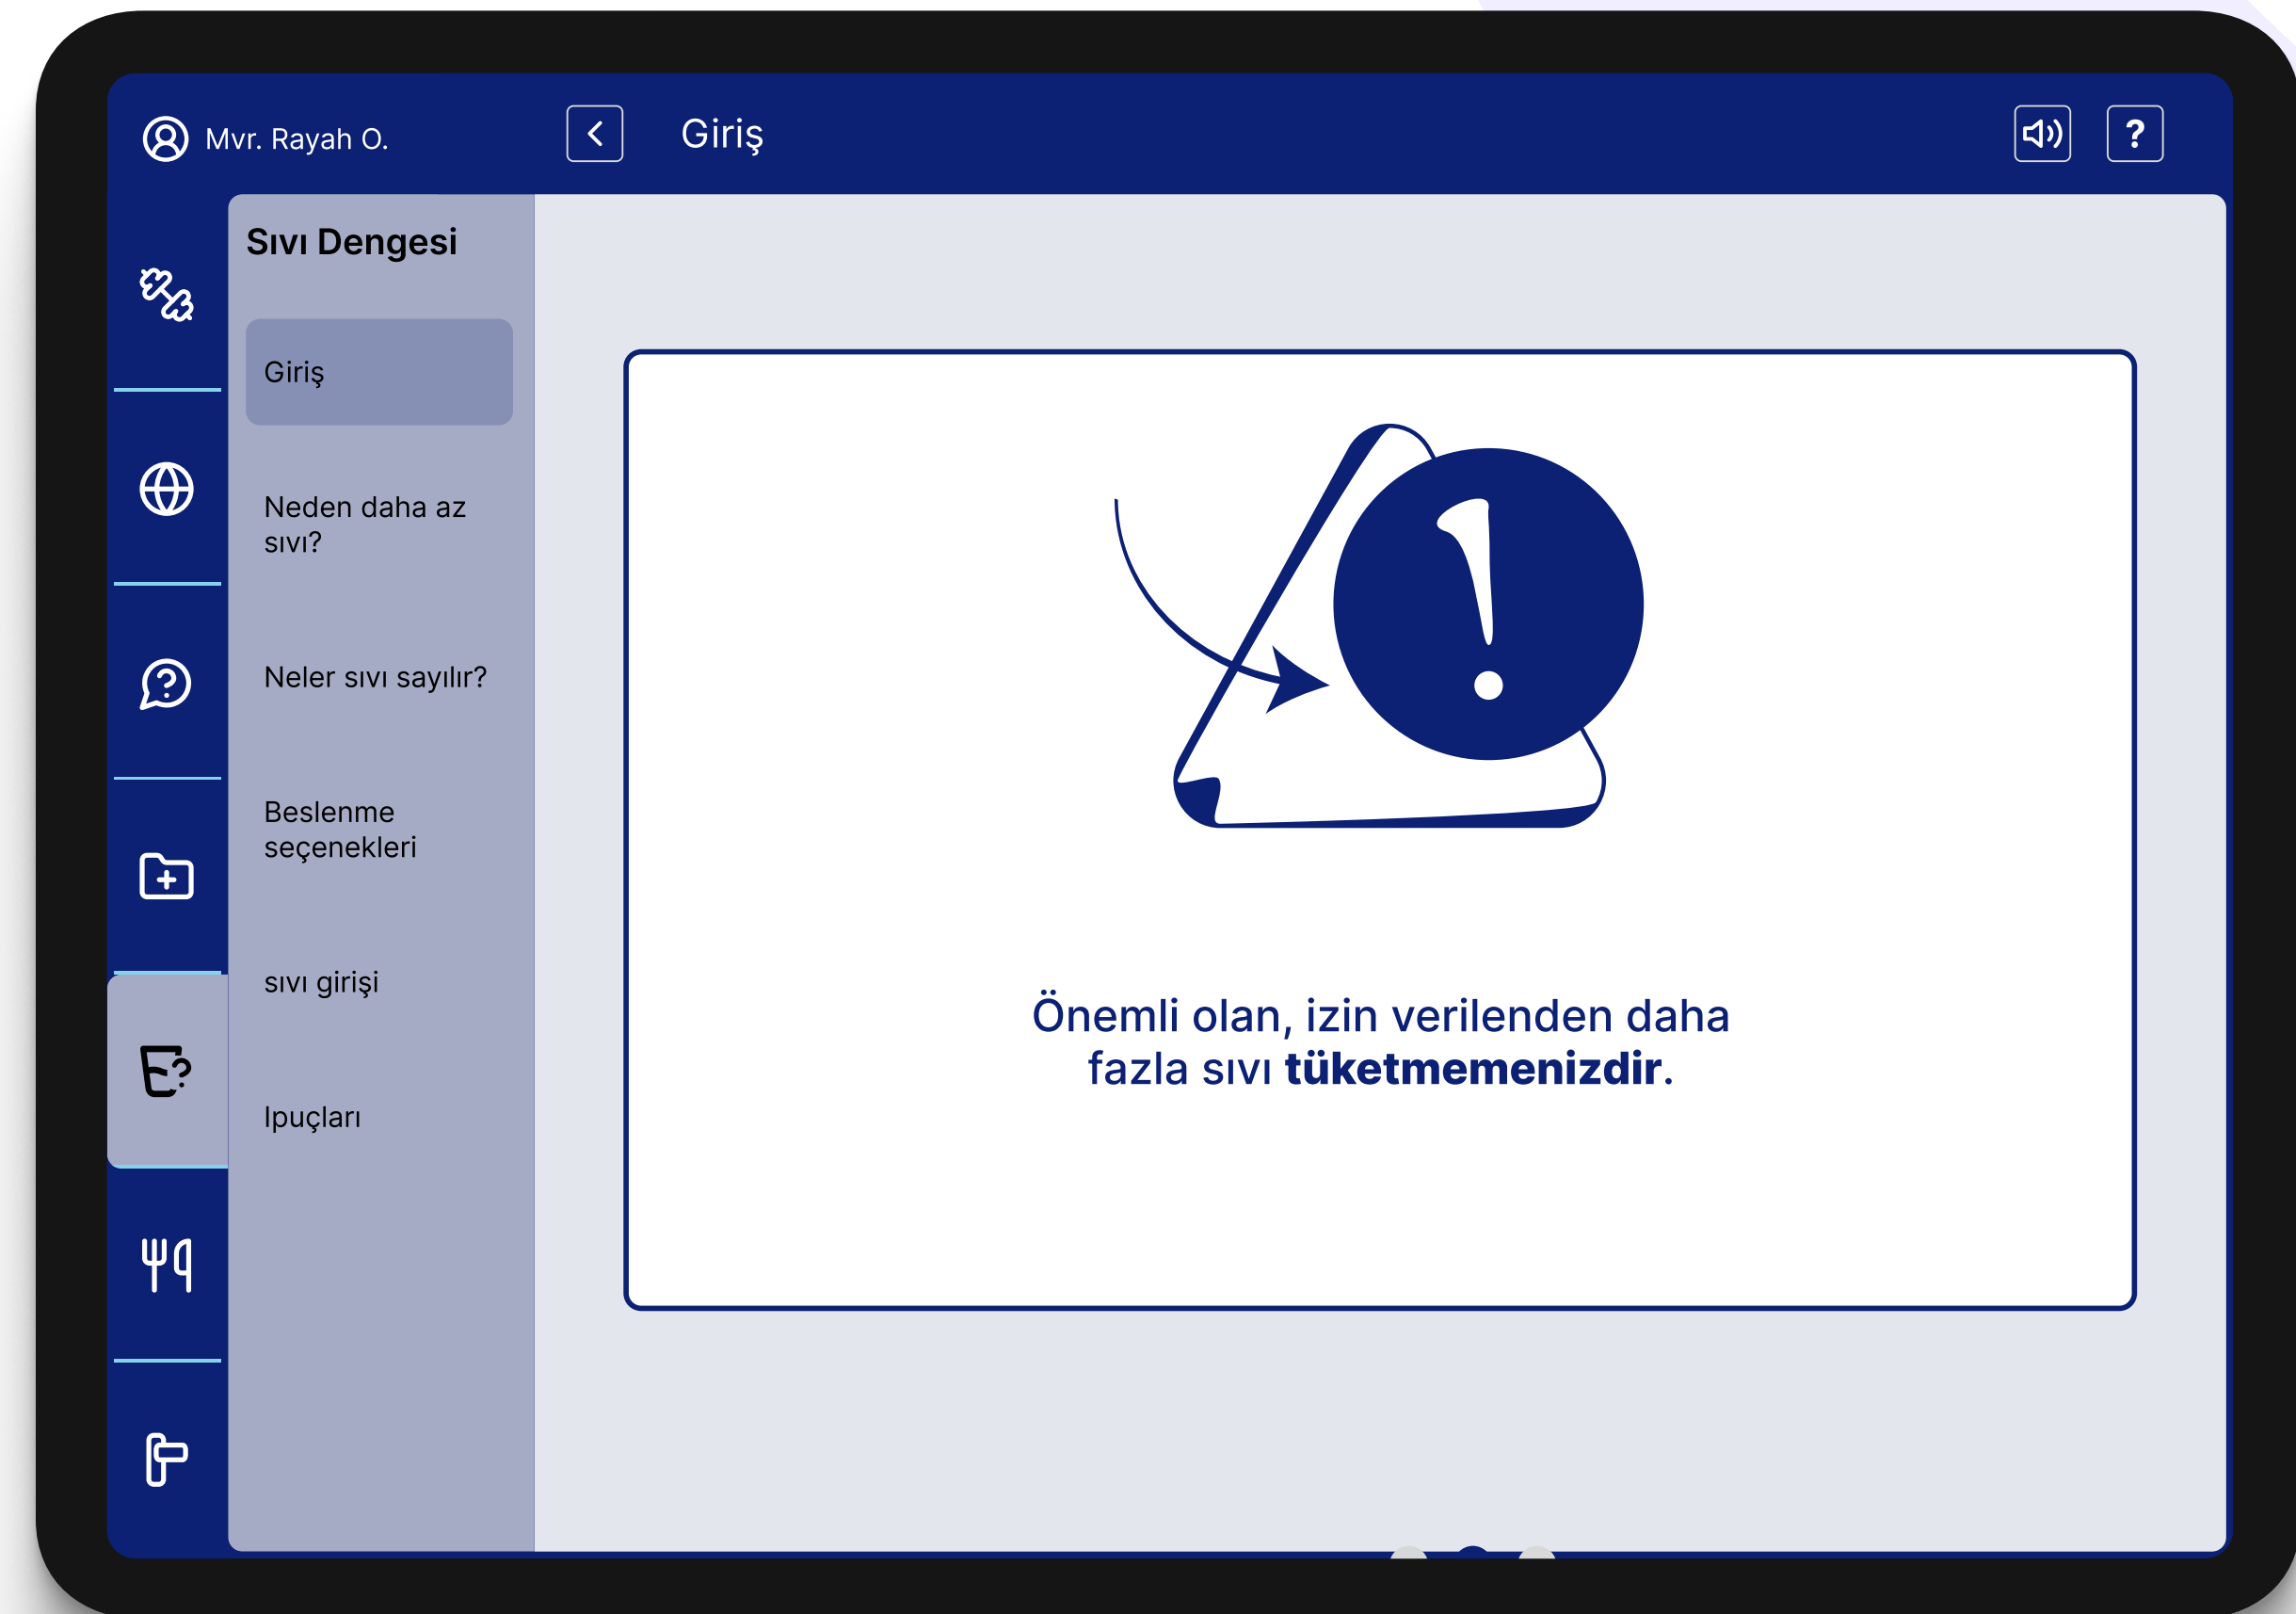 Mvr. Rayah O.
Giriş
?
Sıvı Dengesi
Giriş
Neden daha az
sıvı?
Neler sıvı sayılır?
Beslenme
seçenekleri
sıvı girişi
Ipuçları
!
Önemli olan, izin verilenden daha
fazla sıvı tüketmemenizdir.